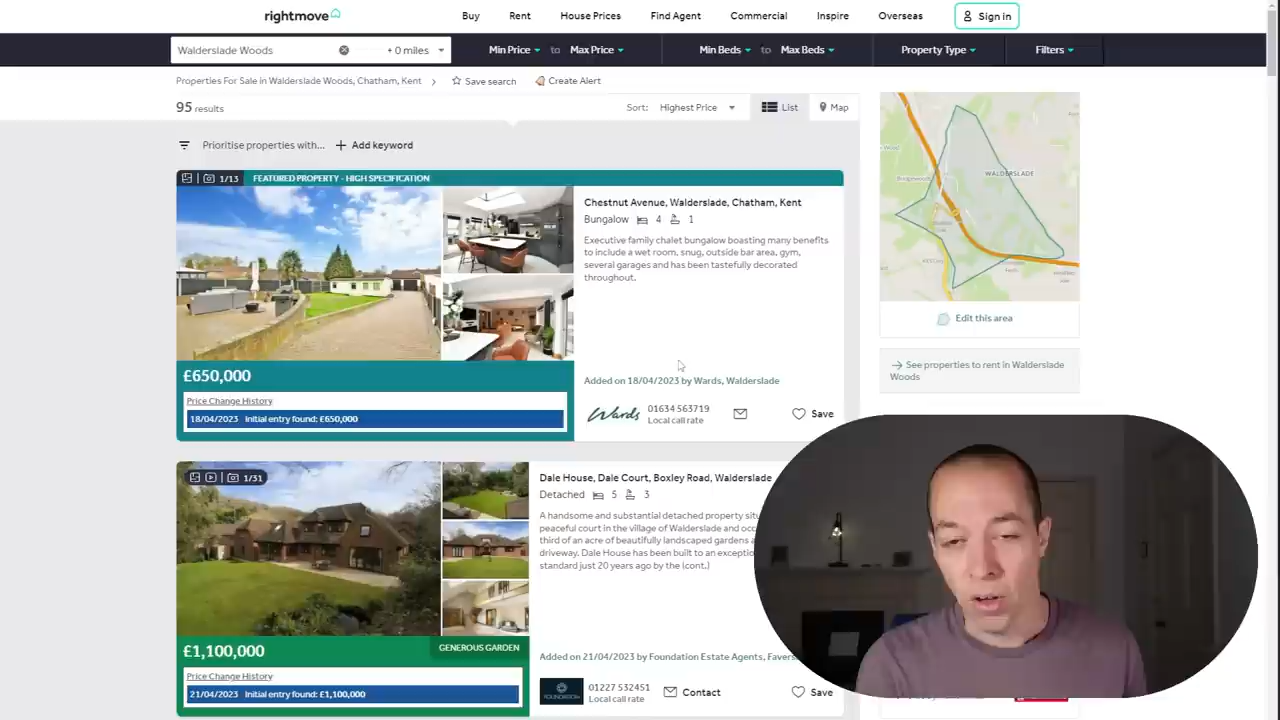 rightmove
Buy
Rent
House Prices
Find Agent
Commercial
Inspire
Overseas
Sign in
Walderslade Woods
+ 0 miles
Min Price
to
Max Price
Min Beds
to
Max Beds
Property Type
Filters
Properties For Sale in Walderslade Woods, Chatham, Kent
Save search
Create Alert
95 results
Sort:
Highest Price
List
Map
Prioritise properties with...
Add keyword
1/13
FEATURED PROPERTY - HIGH SPECIFICATION
Chestnut Avenue, Walderslade, Chatham, Kent
Bungalow 4 1
Executive family chalet bungalow boasting many benefits
to include a wet room, snug, outside bar area, gym,
several garages and has been tastefully decorated
throughout.
£650,000
Price Change History
18/04/2023 Initial entry found: £650,000
Added on 18/04/2023 by Wards, Walderslade
Wards
01634 563719
Local call rate
Save
WALDERSLADE
Edit this area
See properties to rent in Walderslade
Woods
1/31
Dale House, Dale Court, Boxley Road, Walderslade
Detached 5 3
A handsome and substantial detached property situ
peaceful court in the village of Walderslade and occ
third of an acre of beautifully landscaped gardens a
driveway. Dale House has been built to an exceptio
standard just 20 years ago by the (cont.)
£1,100,000
GENEROUS GARDEN
Price Change History
21/04/2023 Initial entry found: £1,100,000
Added on 21/04/2023 by Foundation Estate Agents, Favers
FOUNDATION
01227 532451
Local call rate
Contact
Save